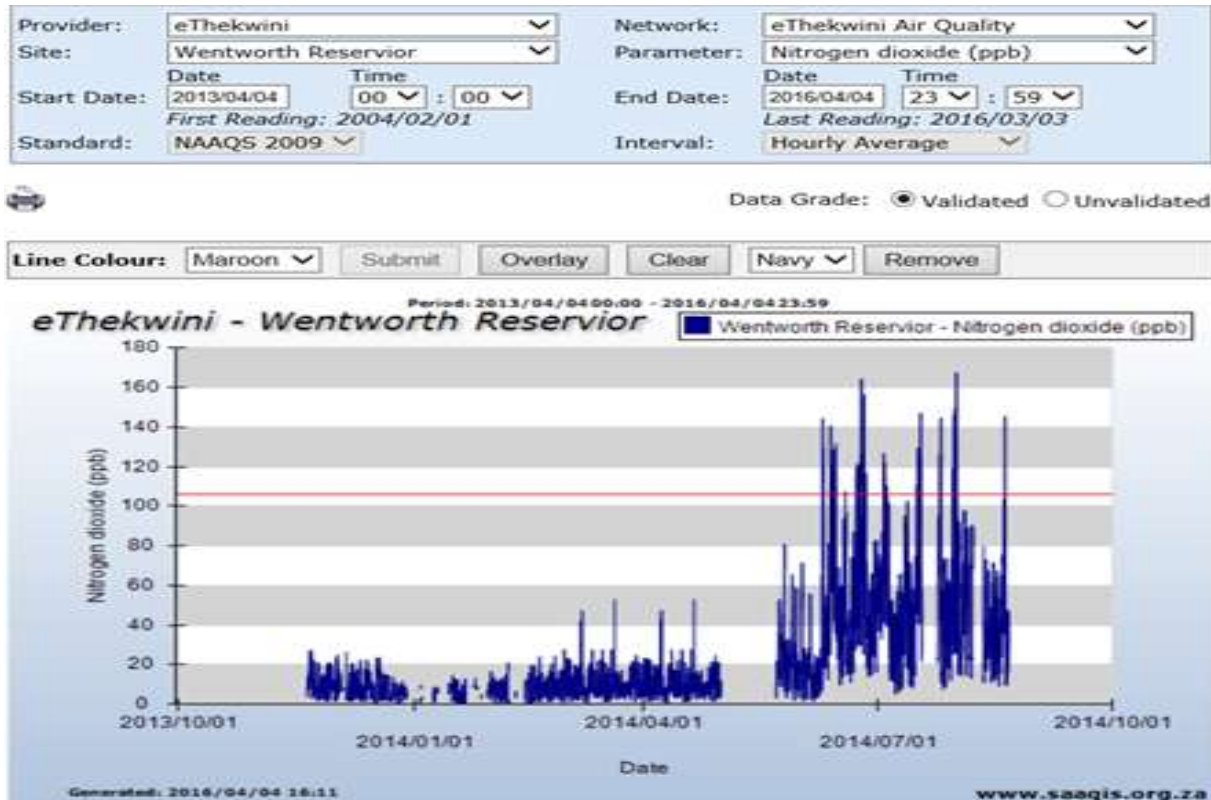 Provider: eThekwini Network: eThekwini Air Quality
Site: Wentworth Reservior Parameter: Nitrogen dioxide (ppb)
Date Time Date Time
Start Date: 2013/04/04 00 : 00 End Date: 2016/04/04 23 : 59
First Reading: 2004/02/01 Last Reading: 2016/03/03
Standard: NAAQS 2009 Interval: Hourly Average
Data Grade: Validated Unvalidated
Line Colour: Maroon Submit Overlay Clear Navy Remove
Period: 2013/04/04 00:00 - 2016/04/04 23:59
eThekwini - Wentworth Reservior Wentworth Reservior - Nitrogen dioxide (ppb)
180
160
140
120
100
80
60
40
20
0
Nitrogen dioxide (ppb)
2013/10/01 2014/04/01 2014/10/01
2014/01/01 2014/07/01
Date
Generated: 2016/04/04 16:11 www.saaqis.org.za